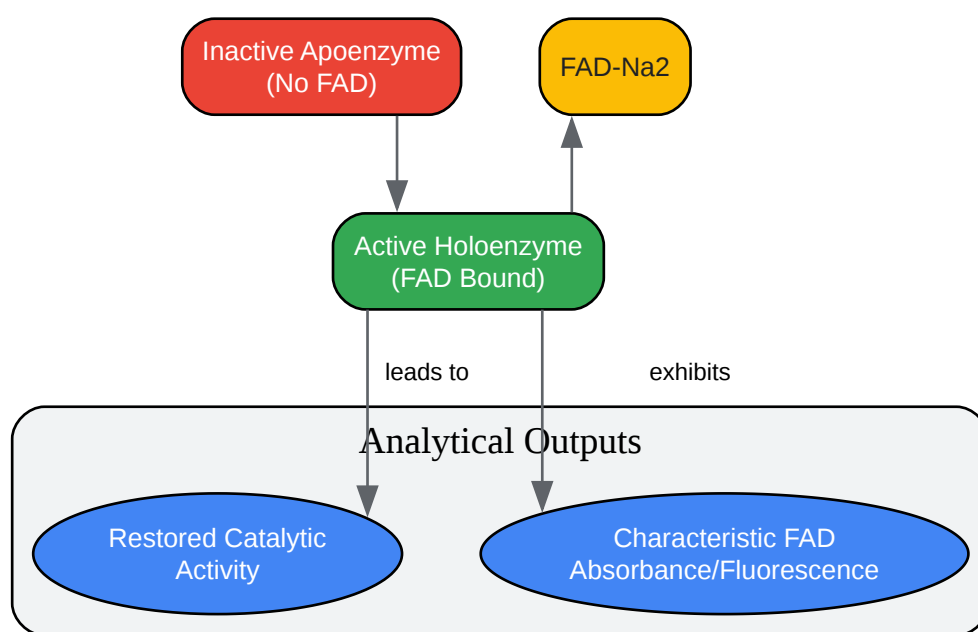 Inactive Apoenzyme
(No FAD)
FAD-Na2
Active Holoenzyme
(FAD Bound)
leads to
exhibits
Analytical Outputs
Restored Catalytic
Activity
Characteristic FAD
Absorbance/Fluorescence